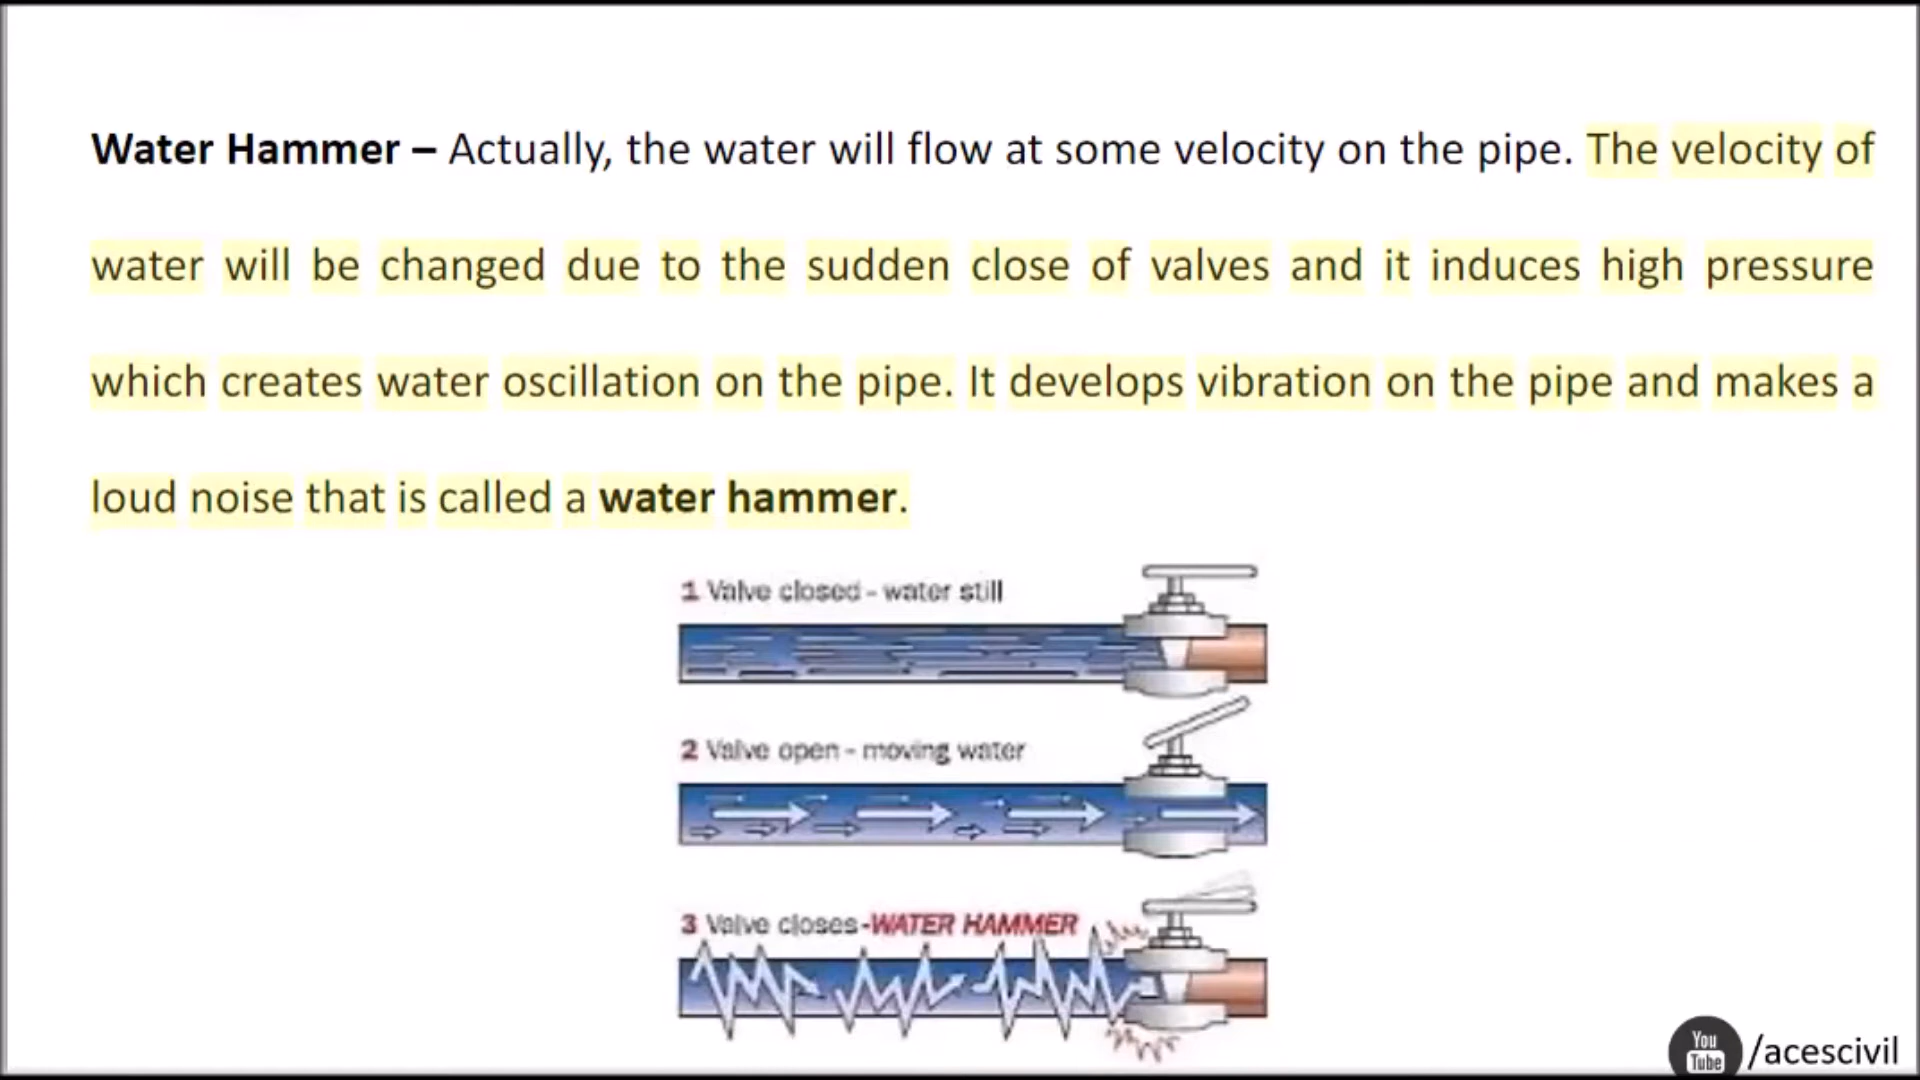 Water Hammer – Actually, the water will flow at some velocity on the pipe. The velocity of
water will be changed due to the sudden close of valves and it induces high pressure
which creates water oscillation on the pipe. It develops vibration on the pipe and makes a
loud noise that is called a water hammer.
1 Valve closed - water still
2 Valve open - moving water
3 Valve closes - WATER HAMMER
You
Tube
/acescivil